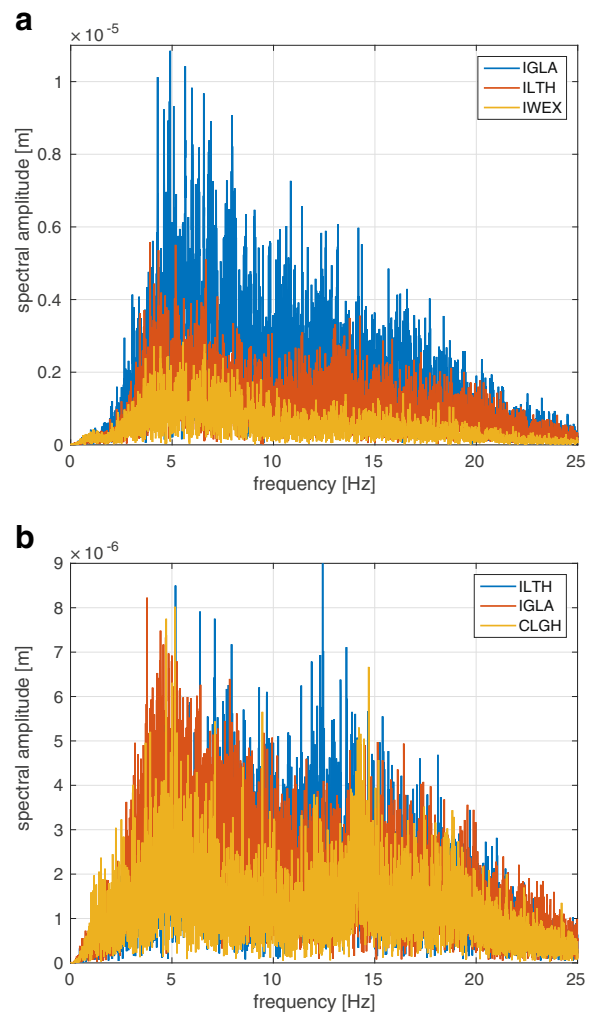 a
× 10^-5
1
0.8
0.6
0.4
0.2
0
spectral amplitude [m]
IGLA
ILTH
IWEX
0 5 10 15 20 25
frequency [Hz]
b
× 10^-6
9
8
7
6
5
4
3
2
1
0
spectral amplitude [m]
ILTH
IGLA
CLGH
0 5 10 15 20 25
frequency [Hz]